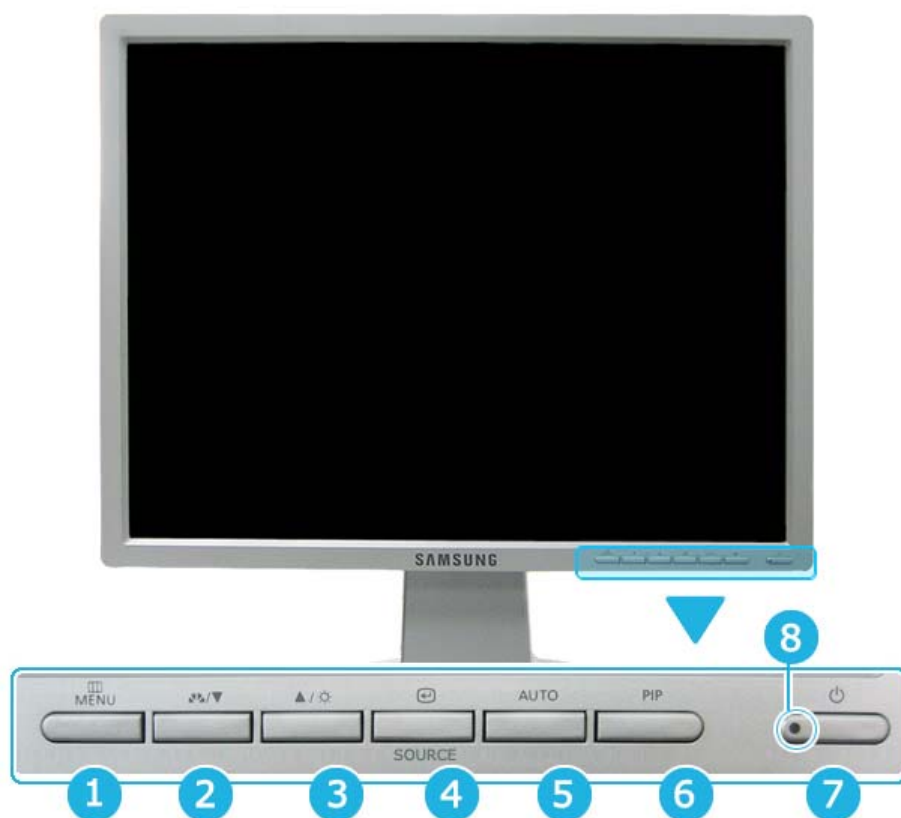 SAMSUNG
8
MENU
/▼
▲/
AUTO
PIP
SOURCE
1 2 3 4 5 6 7